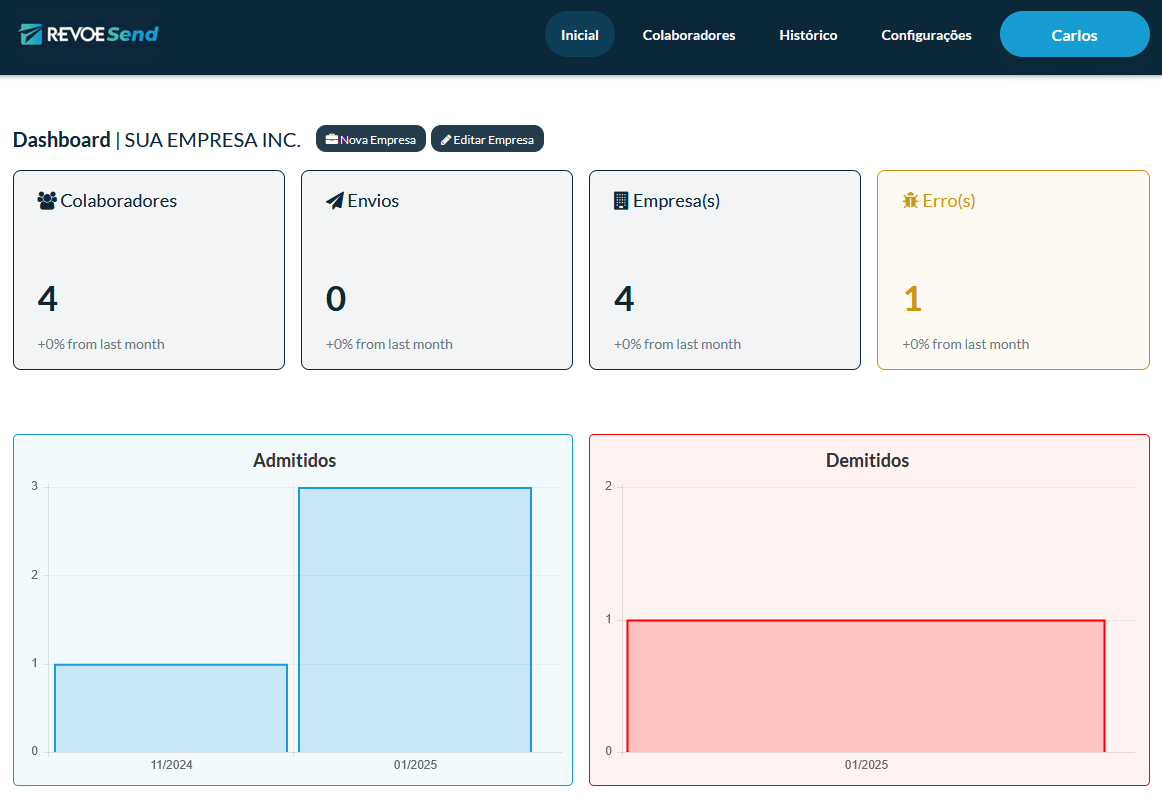 REVOESend
Inicial
Colaboradores
Histórico
Configurações
Carlos
Dashboard | SUA EMPRESA INC.
Nova Empresa
Editar Empresa
Colaboradores
4
+0% from last month
Envios
0
+0% from last month
Empresa(s)
4
+0% from last month
Erro(s)
1
+0% from last month
Admitidos
3
2
1
0
11/2024
01/2025
Demitidos
2
1
0
01/2025